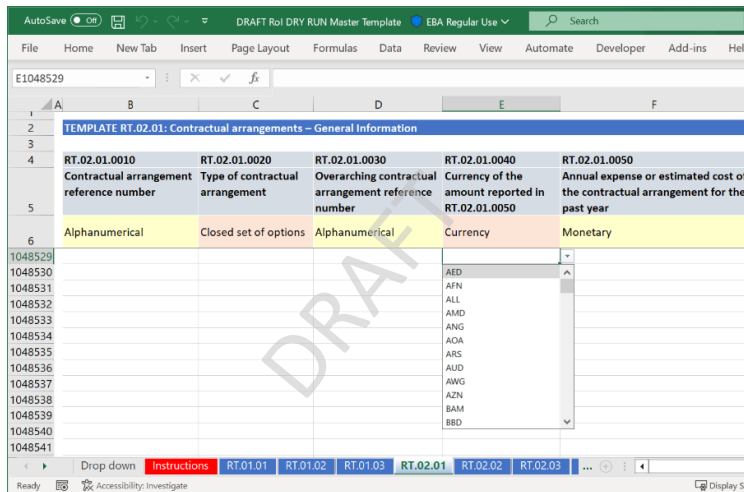 AutoSave Off DRAFT RoI DRY RUN Master Template EBA Regular Use Search
File Home New Tab Insert Page Layout Formulas Data Review View Automate Developer Add-ins Hel
E1048529 fx
A B C D E F
1
2 TEMPLATE RT.02.01: Contractual arrangements – General Information
3
4 RT.02.01.0010 RT.02.01.0020 RT.02.01.0030 RT.02.01.0040 RT.02.01.0050
Contractual arrangement Type of contractual Overarching contractual Currency of the Annual expense or estimated cost of
reference number arrangement arrangement reference amount reported in the contractual arrangement for the
5 number RT.02.01.0050 past year
6 Alphanumerical Closed set of options Alphanumerical Currency Monetary
1048529
1048530 AED
1048531 AFN
1048532 ALL
1048533 AMD
1048534 ANG
1048535 AOA
1048536 ARS
1048537 AUD
1048538 AWG
1048539 AZN
1048540 BAM
1048541 BBD
DRAFT
Drop down Instructions RT.01.01 RT.01.02 RT.01.03 RT.02.01 RT.02.02 RT.02.03 ...
Ready Accessibility: Investigate Display S